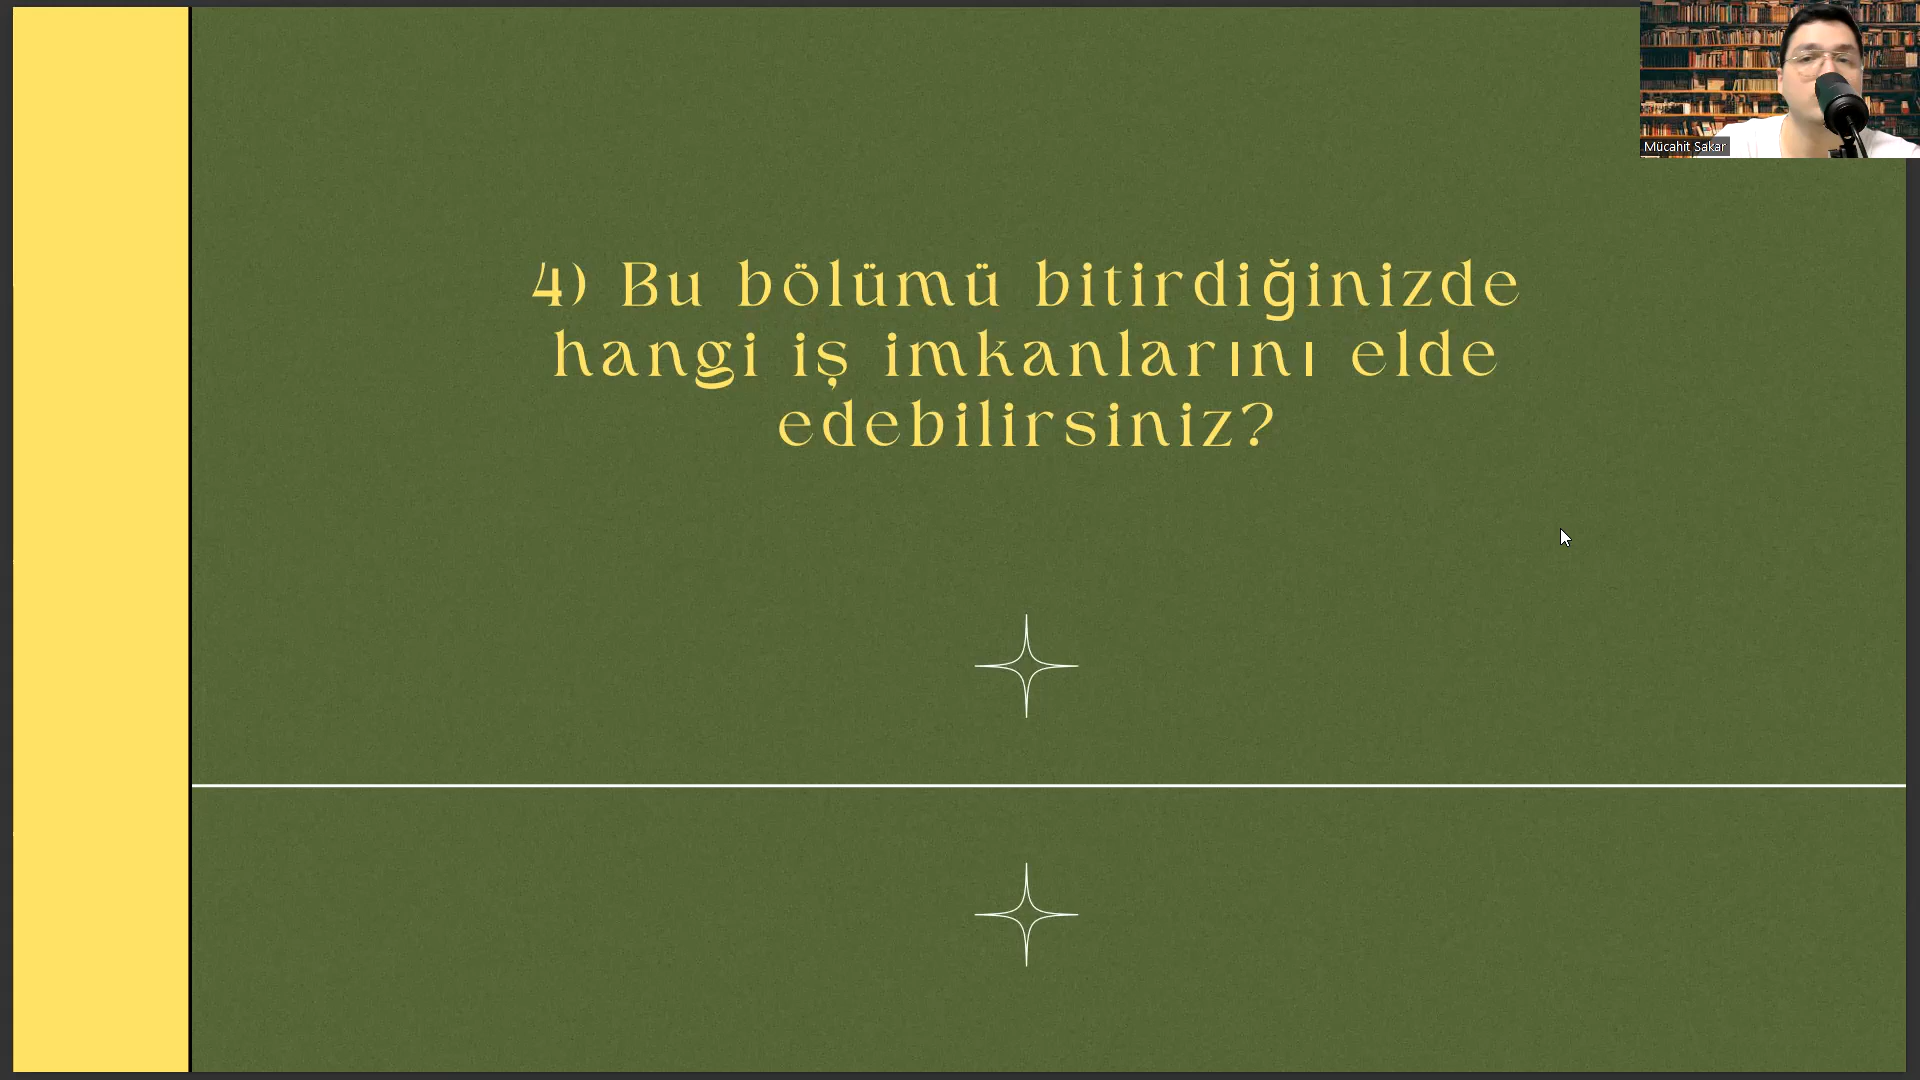 Mücahit Sakar
4) Bu bölümü bitirdiğinizde
hangi iş imkanlarını elde
edebilirsiniz?